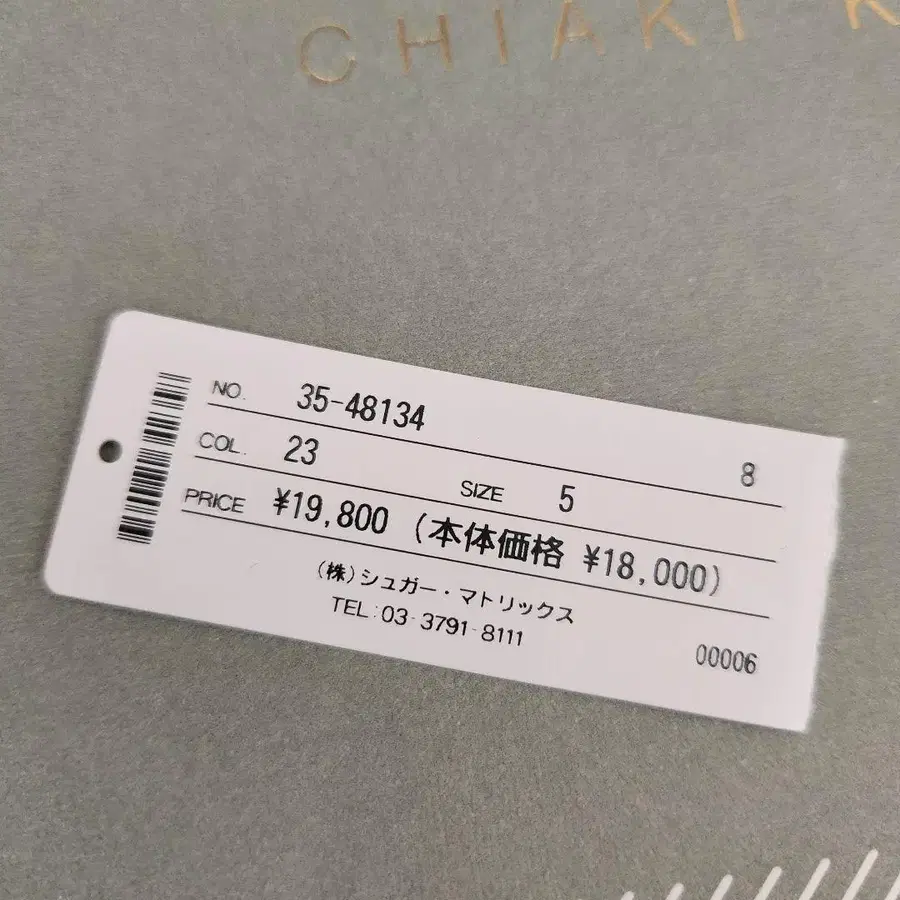 CHIAKI K
NO. 35-48134
8
COL. 23
SIZE 5
PRICE ¥19,800 (本体価格 ¥18,000)
(株)シュガー・マトリックス
TEL:03-3791-8111
00006